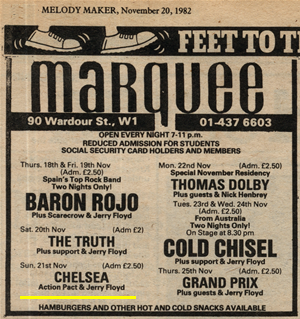 MELODY MAKER, November 20, 1982
FEET TO T
marquee
90 Wardour St., W1
01-437 6603
OPEN EVERY NIGHT 7-11 p.m.
REDUCED ADMISSION FOR STUDENTS
SOCIAL SECURITY CARD HOLDERS AND MEMBERS
Thurs. 18th & Fri. 19th Nov
(Adm. £2.50)
Spain's Top Rock Band
Two Nights Only!
BARON ROJO
Plus Scarecrow & Jerry Floyd
Sat. 20th Nov (Adm £2)
THE TRUTH
Plus support & Jerry Floyd
Sun. 21st Nov (Adm £2.50)
CHELSEA
Action Pact & Jerry Floyd
Mon. 22nd Nov (Adm. £2.50)
Special November Residency
THOMAS DOLBY
Plus guests & Nick Henbrey
Tues. 23rd & Wed. 24th Nov
(Adm. £2.50)
From Australia
Two Nights Only!
On Stage at 8.30 pm
COLD CHISEL
Plus support & Jerry Floyd
Thurs. 25th Nov (Adm. £2.50)
GRAND PRIX
Plus guests & Jerry Floyd
HAMBURGERS AND OTHER HOT AND COLD SNACKS AVAILABLE